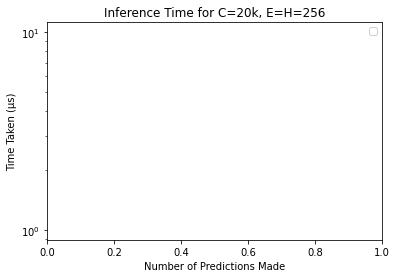 Inference Time for C=20k, E=H=256
10¹
Time Taken (µs)
10⁰
0.0 0.2 0.4 0.6 0.8 1.0
Number of Predictions Made